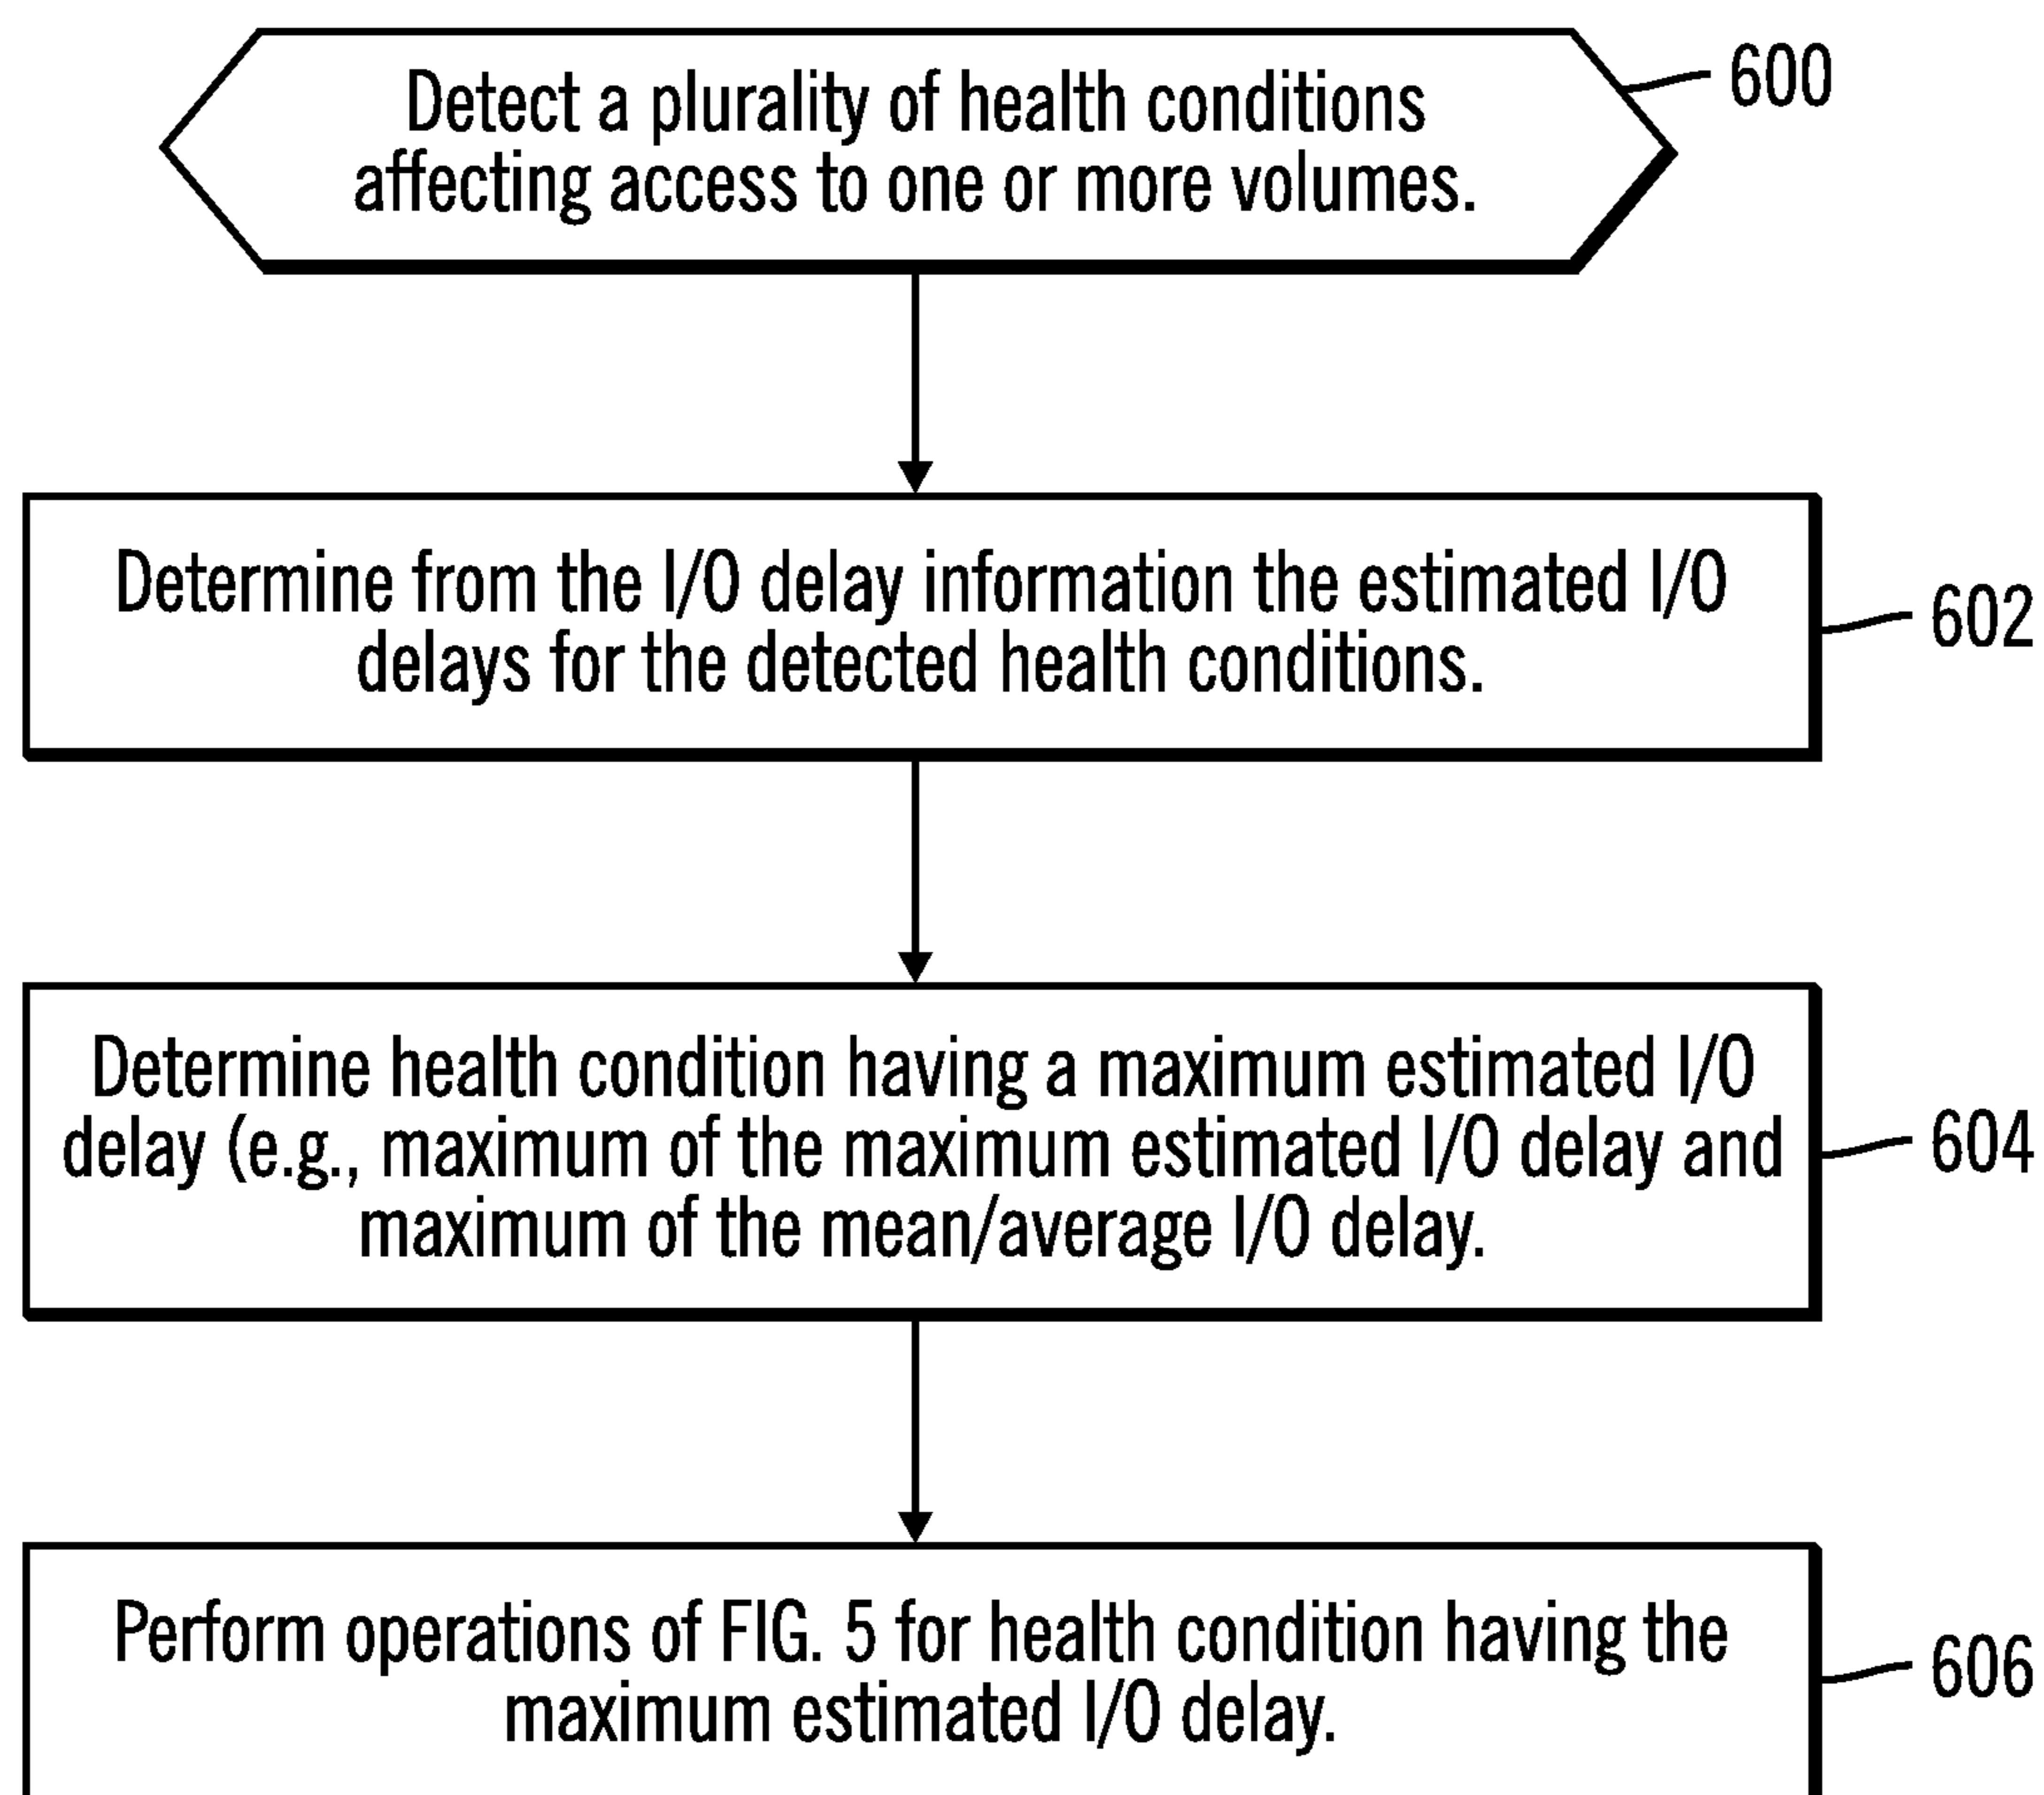 Detect a plurality of health conditions
affecting access to one or more volumes.
600
Determine from the I/O delay information the estimated I/O
delays for the detected health conditions.
602
Determine health condition having a maximum estimated I/O
delay (e.g., maximum of the maximum estimated I/O delay and
maximum of the mean/average I/O delay.
604
Perform operations of FIG. 5 for health condition having the
maximum estimated I/O delay.
606